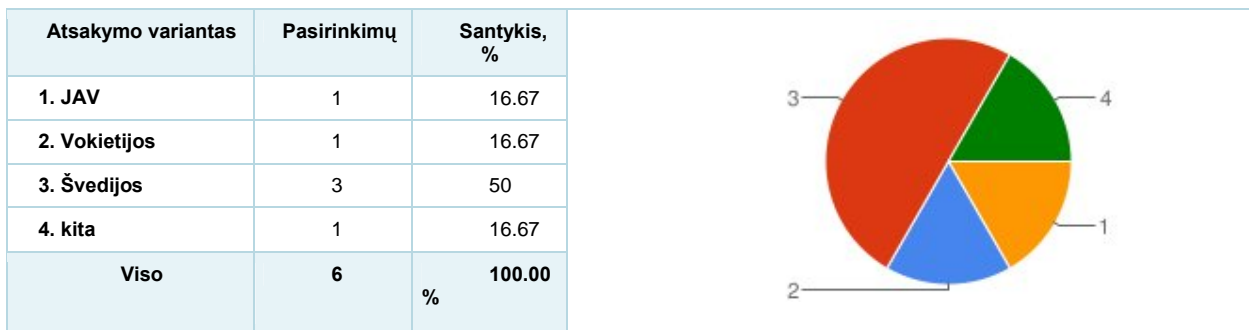 Atsakymo variantas Pasirinkimų Santykis,
%
1. JAV 1 16.67
2. Vokietijos 1 16.67
3. Švedijos 3 50
4. kita 1 16.67
Viso 6 100.00
%
3
4
1
2